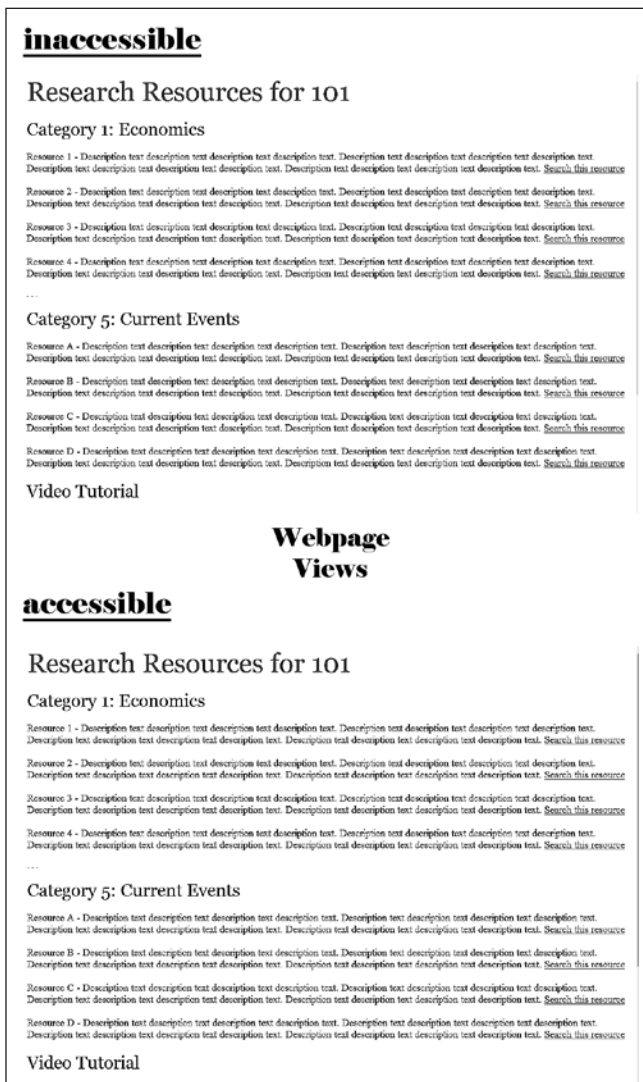 inaccessible
Research Resources for 101
Category 1: Economics
Resource 1 - Description text description text description text description text. Description text description text description text description text.
Description text description text description text description text. Description text description text description text description text. Search this resource
Resource 2 - Description text description text description text description text. Description text description text description text description text.
Description text description text description text description text. Description text description text description text description text. Search this resource
Resource 3 - Description text description text description text description text. Description text description text description text description text.
Description text description text description text description text. Description text description text description text description text. Search this resource
Resource 4 - Description text description text description text description text. Description text description text description text description text.
Description text description text description text description text. Description text description text description text description text. Search this resource
...
Category 5: Current Events
Resource A - Description text description text description text description text. Description text description text description text description text.
Description text description text description text description text. Description text description text description text description text. Search this resource
Resource B - Description text description text description text description text. Description text description text description text description text.
Description text description text description text description text. Description text description text description text description text. Search this resource
Resource C - Description text description text description text description text. Description text description text description text description text.
Description text description text description text description text. Description text description text description text description text. Search this resource
Resource D - Description text description text description text description text. Description text description text description text description text.
Description text description text description text description text. Description text description text description text description text. Search this resource
Video Tutorial
Webpage
Views
accessible
Research Resources for 101
Category 1: Economics
Resource 1 - Description text description text description text description text. Description text description text description text description text.
Description text description text description text description text. Description text description text description text description text. Search this resource
Resource 2 - Description text description text description text description text. Description text description text description text description text.
Description text description text description text description text. Description text description text description text description text. Search this resource
Resource 3 - Description text description text description text description text. Description text description text description text description text.
Description text description text description text description text. Description text description text description text description text. Search this resource
Resource 4 - Description text description text description text description text. Description text description text description text description text.
Description text description text description text description text. Description text description text description text description text. Search this resource
...
Category 5: Current Events
Resource A - Description text description text description text description text. Description text description text description text description text.
Description text description text description text description text. Description text description text description text description text. Search this resource
Resource B - Description text description text description text description text. Description text description text description text description text.
Description text description text description text description text. Description text description text description text description text. Search this resource
Resource C - Description text description text description text description text. Description text description text description text description text.
Description text description text description text description text. Description text description text description text description text. Search this resource
Resource D - Description text description text description text description text. Description text description text description text description text.
Description text description text description text description text. Description text description text description text description text. Search this resource
Video Tutorial